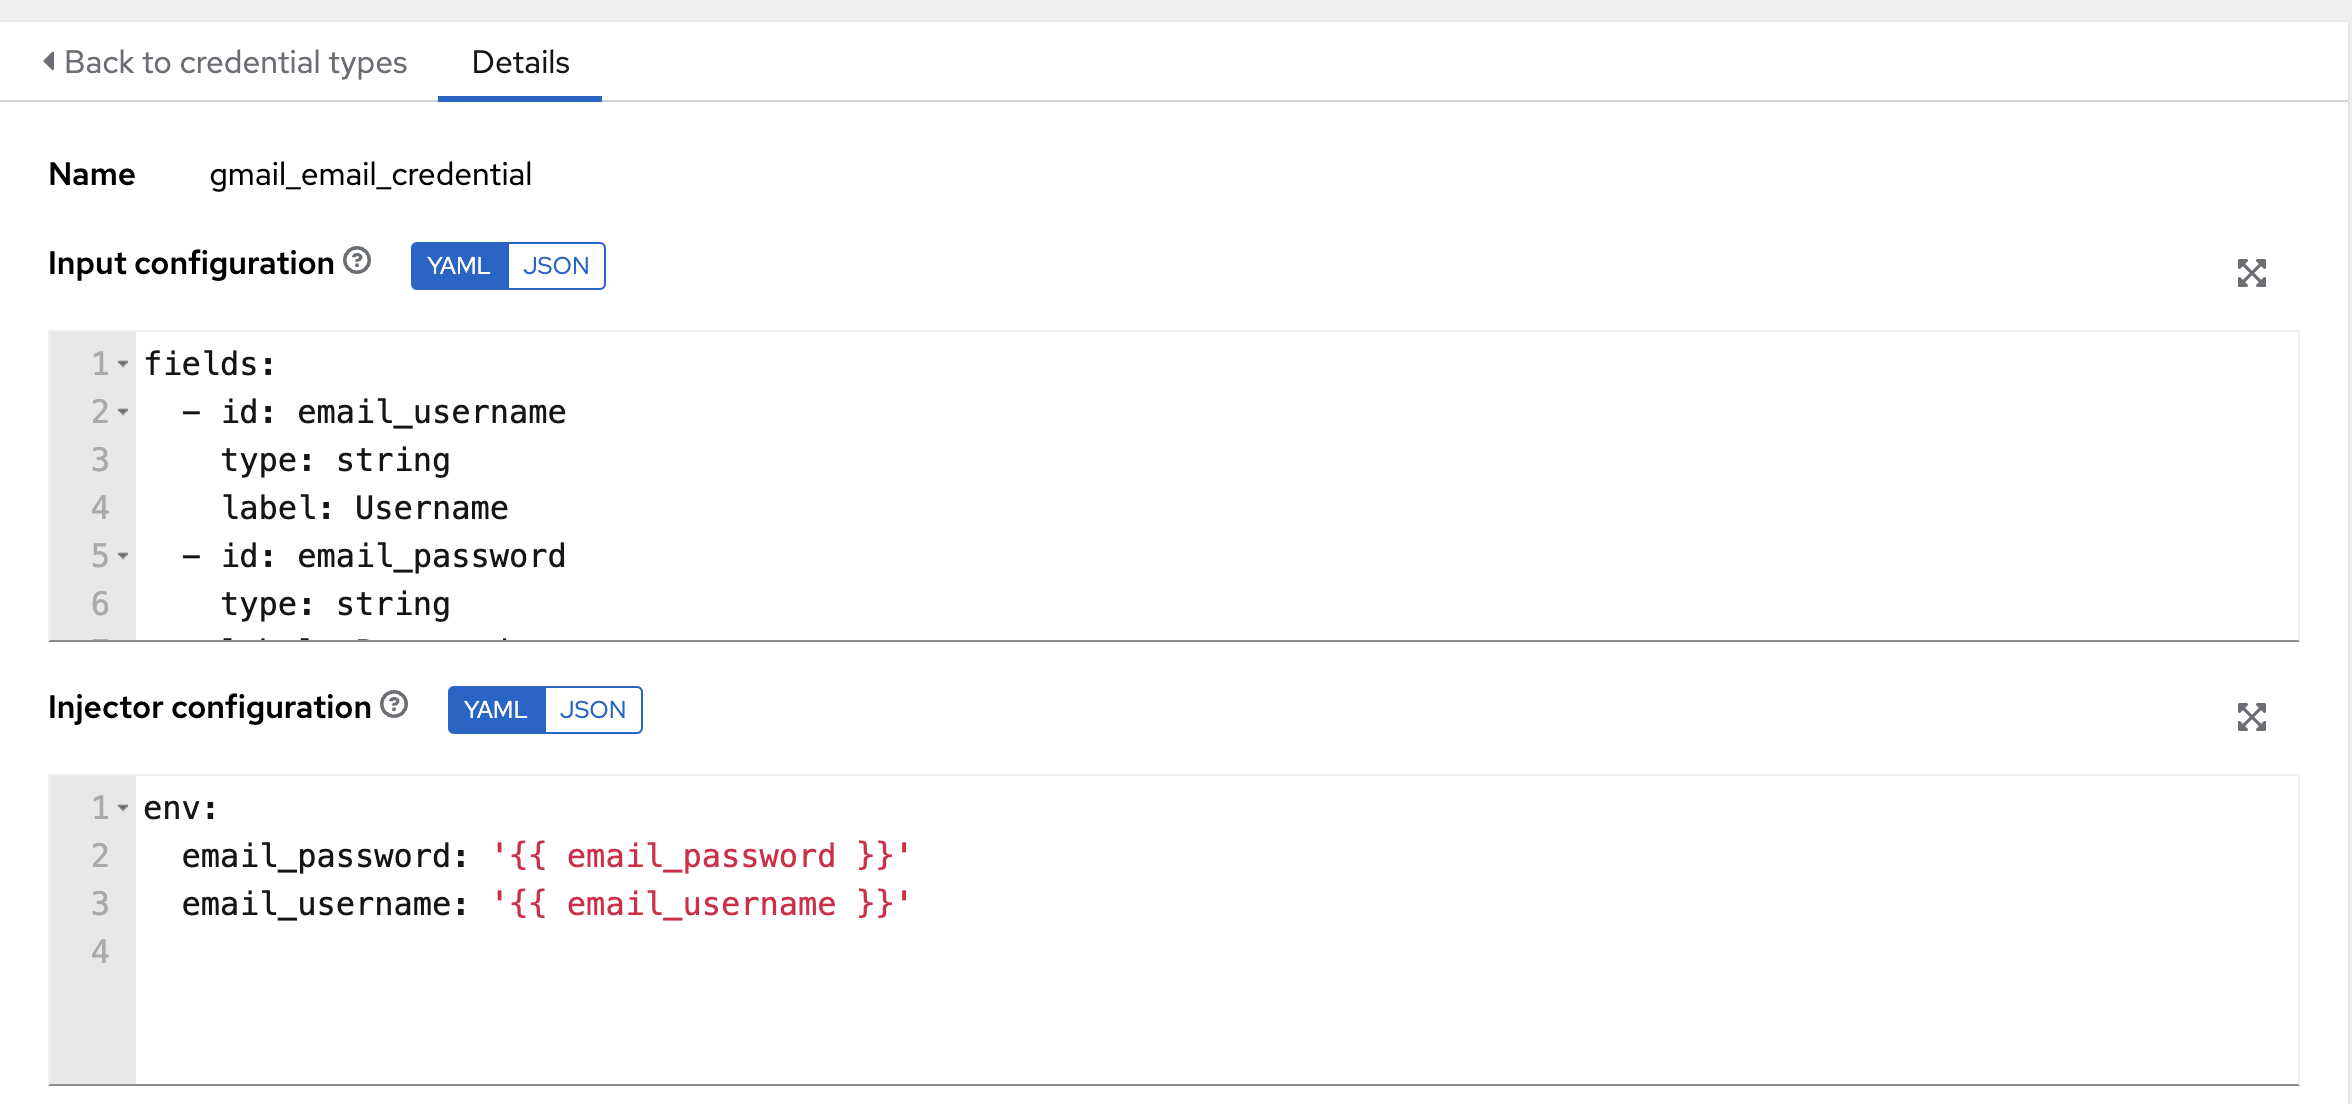 Back to credential types Details
Name gmail_email_credential
Input configuration YAML JSON
1 fields:
2   - id: email_username
3     type: string
4     label: Username
5   - id: email_password
6     type: string
Injector configuration YAML JSON
1 env:
2   email_password: '{{ email_password }}'
3   email_username: '{{ email_username }}'
4